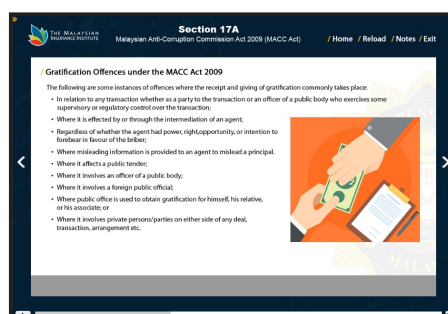 »
THE MALAYSIAN
INSURANCE INSTITUTE
Section 17A
Malaysian Anti-Corruption Commission Act 2009 (MACC Act)
/ Home / Reload / Notes / Exit
/ Gratification Offences under the MACC Act 2009
The following are some instances of offences where the receipt and giving of gratification commonly takes place:
• In relation to any transaction whether as a party to the transaction or an officer of a public body who exercises some
supervisory or regulatory control over the transaction;
• Where it is effected by or through the intermediation of an agent;
• Regardless of whether the agent had power, right,opportunity, or intention to
forebear in favour of the briber;
• Where misleading information is provided to an agent to mislead a principal.
• Where it affects a public tender;
• Where it involves an officer of a public body;
• Where it involves a foreign public official;
• Where public office is used to obtain gratification for himself, his relative,
or his associate; or
• Where it involves private persons/parties on either side of any deal,
transaction, arrangement etc.
MALA